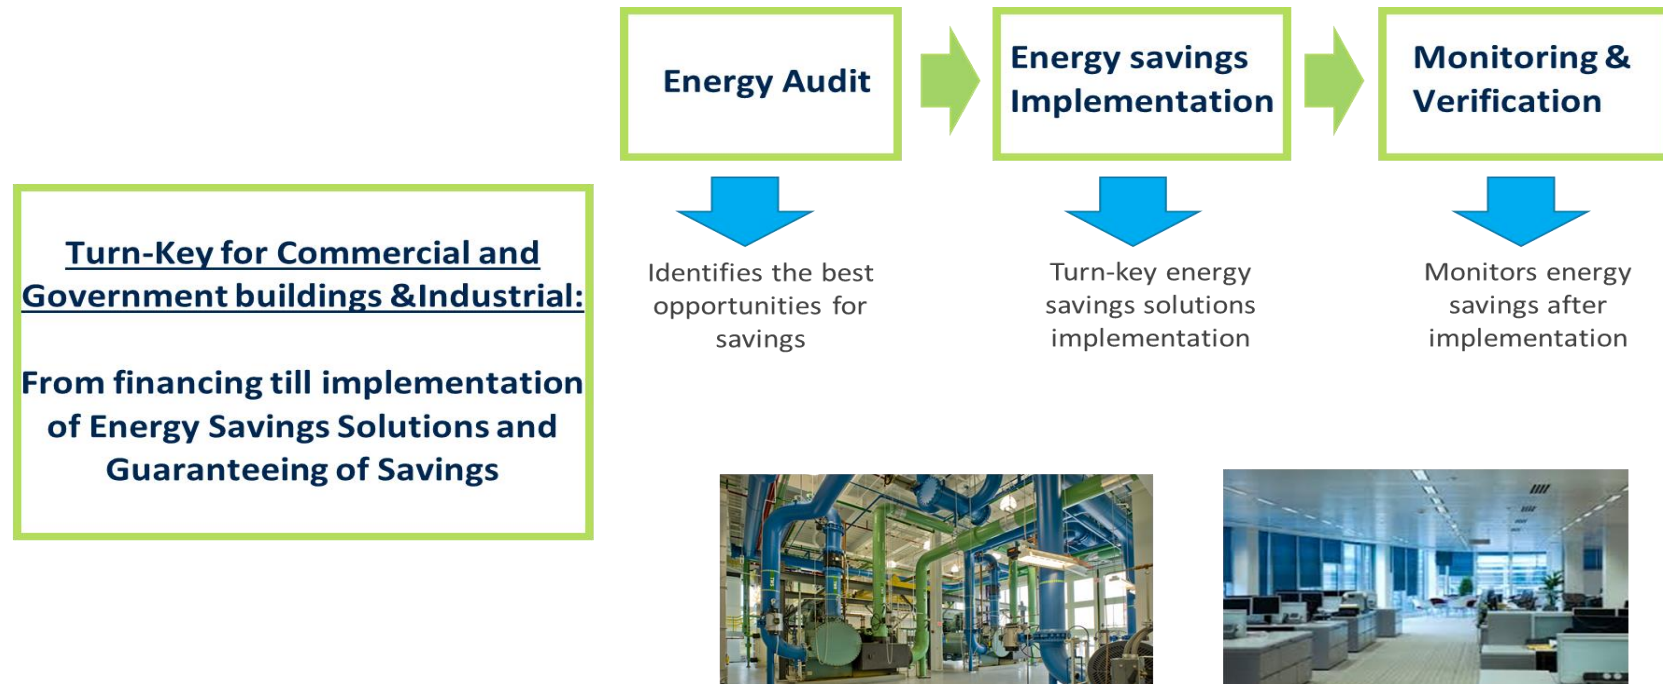 Energy Audit
Energy savings
Implementation
Monitoring &
Verification
Turn-Key for Commercial and
Government buildings &Industrial:
From financing till implementation
of Energy Savings Solutions and
Guaranteeing of Savings
Identifies the best
opportunities for
savings
Turn-key energy
savings solutions
implementation
Monitors energy
savings after
implementation